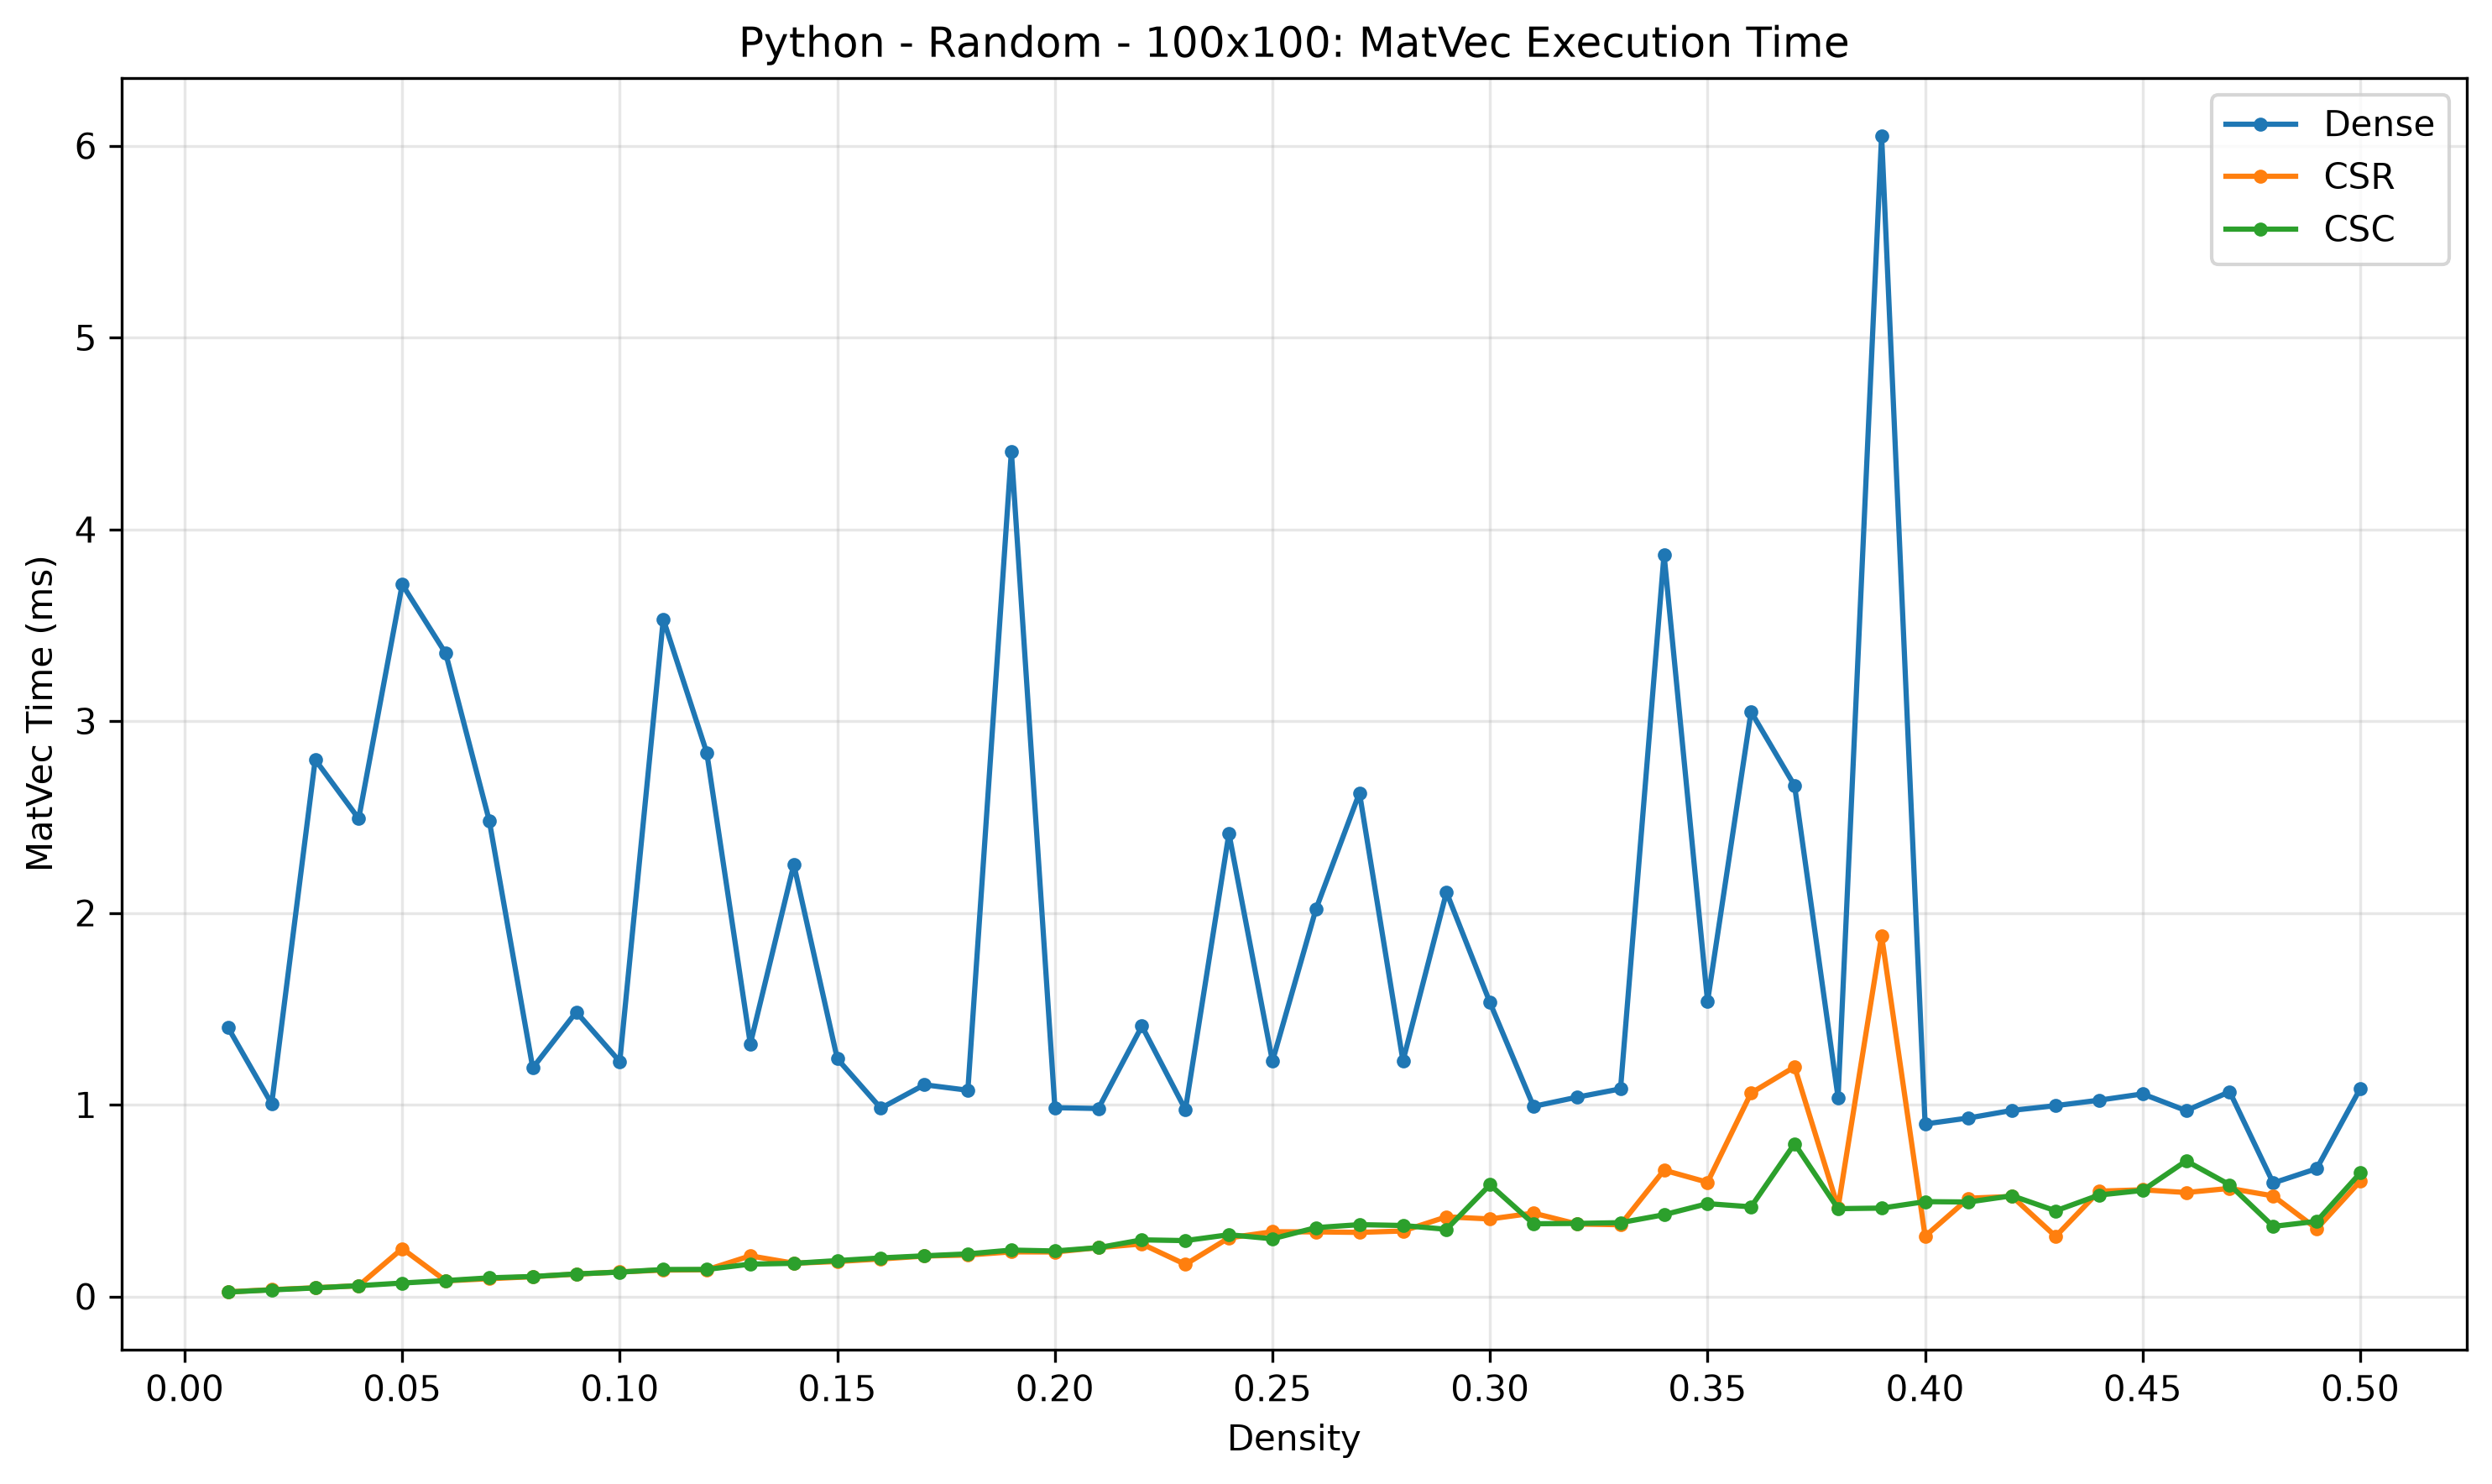 Python - Random - 100x100: MatVec Execution Time
Dense
CSR
CSC
MatVec Time (ms)
6
5
4
3
2
1
0
0.00 0.05 0.10 0.15 0.20 0.25 0.30 0.35 0.40 0.45 0.50
Density